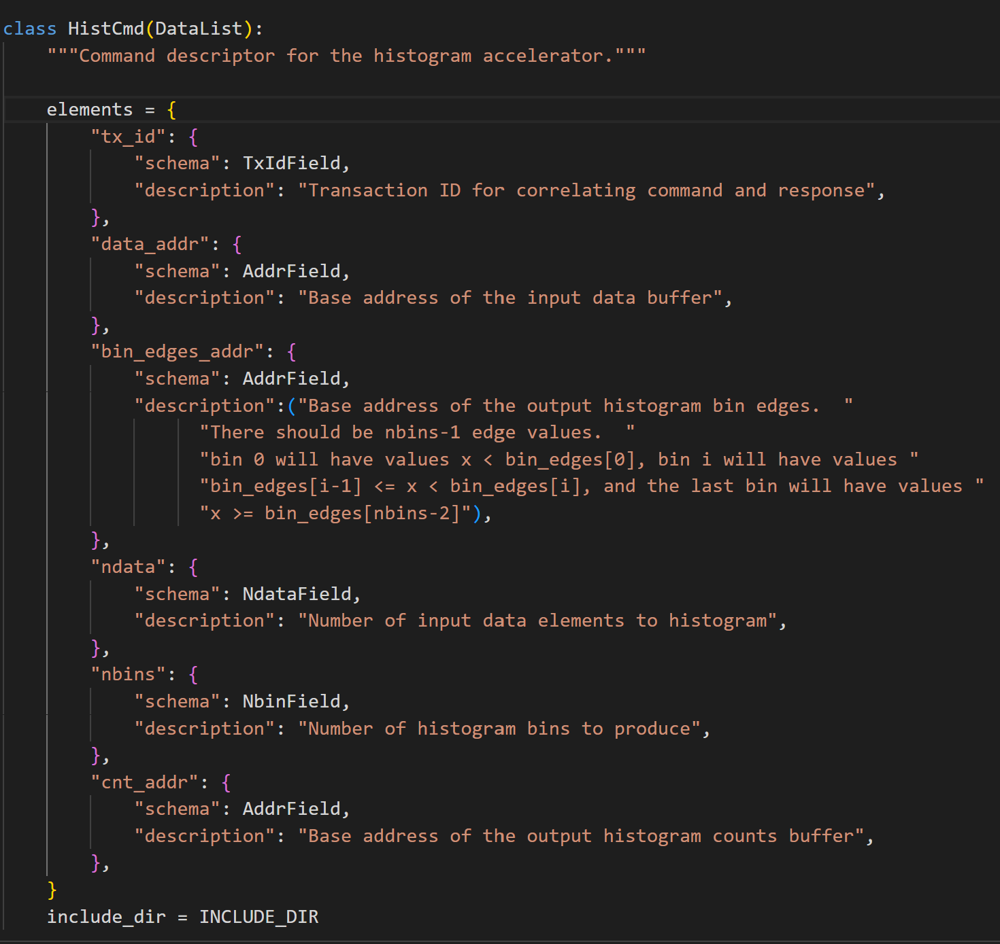 class HistCmd(DataList):
    """Command descriptor for the histogram accelerator."""
    elements = {
        "tx_id": {
            "schema": TxIdField,
            "description": "Transaction ID for correlating command and response",
        },
        "data_addr": {
            "schema": AddrField,
            "description": "Base address of the input data buffer",
        },
        "bin_edges_addr": {
            "schema": AddrField,
            "description":("Base address of the output histogram bin edges.  "
                  "There should be nbins-1 edge values.  "
                  "bin 0 will have values x < bin_edges[0], bin i will have values "
                  "bin_edges[i-1] <= x < bin_edges[i], and the last bin will have values "
                  "x >= bin_edges[nbins-2]"),
        },
        "ndata": {
            "schema": NdataField,
            "description": "Number of input data elements to histogram",
        },
        "nbins": {
            "schema": NbinField,
            "description": "Number of histogram bins to produce",
        },
        "cnt_addr": {
            "schema": AddrField,
            "description": "Base address of the output histogram counts buffer",
        },
    }
    include_dir = INCLUDE_DIR